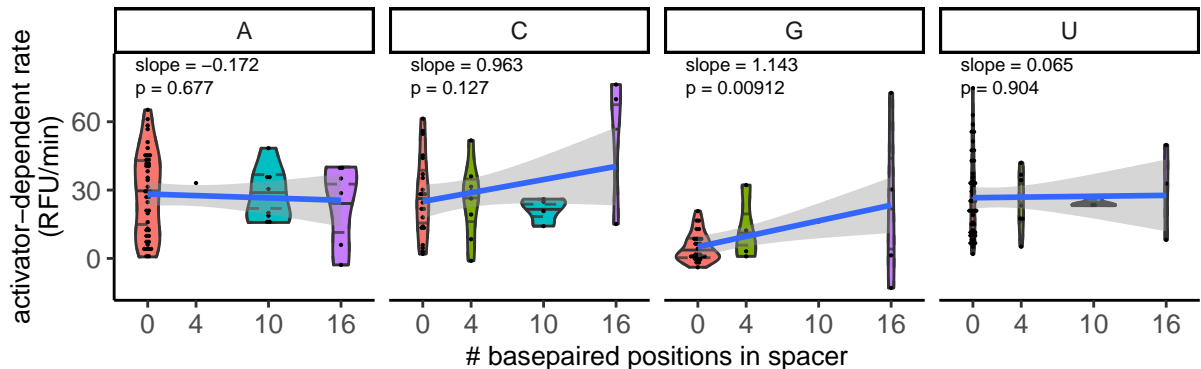 A C G U
slope = −0.172 slope = 0.963 slope = 1.143 slope = 0.065
p = 0.677 p = 0.127 p = 0.00912 p = 0.904
activator−dependent rate
(RFU/min)
60
30
0
0 4 10 16 0 4 10 16 0 4 10 16 0 4 10 16
# basepaired positions in spacer